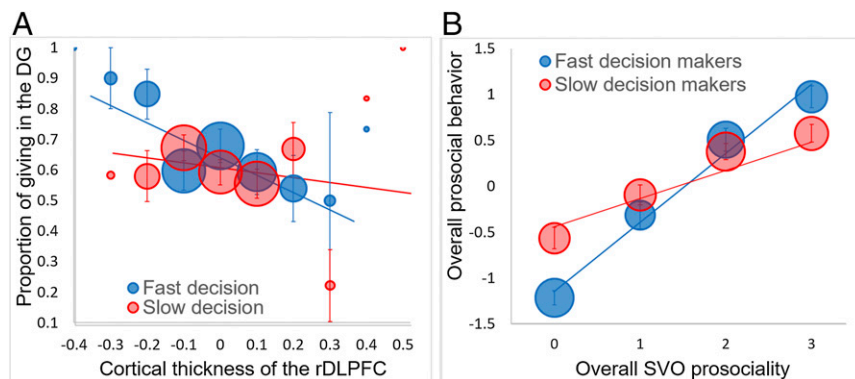 A
Proportion of giving in the DG
1
0.9
0.8
0.7
0.6
0.5
0.4
0.3
0.2
0.1
Fast decision
Slow decision
-0.4 -0.3 -0.2 -0.1 0 0.1 0.2 0.3 0.4 0.5
Cortical thickness of the rDLPFC
B
Overall prosocial behavior
1.5
1
0.5
0
-0.5
-1
-1.5
Fast decision makers
Slow decision makers
0 1 2 3
Overall SVO prosociality